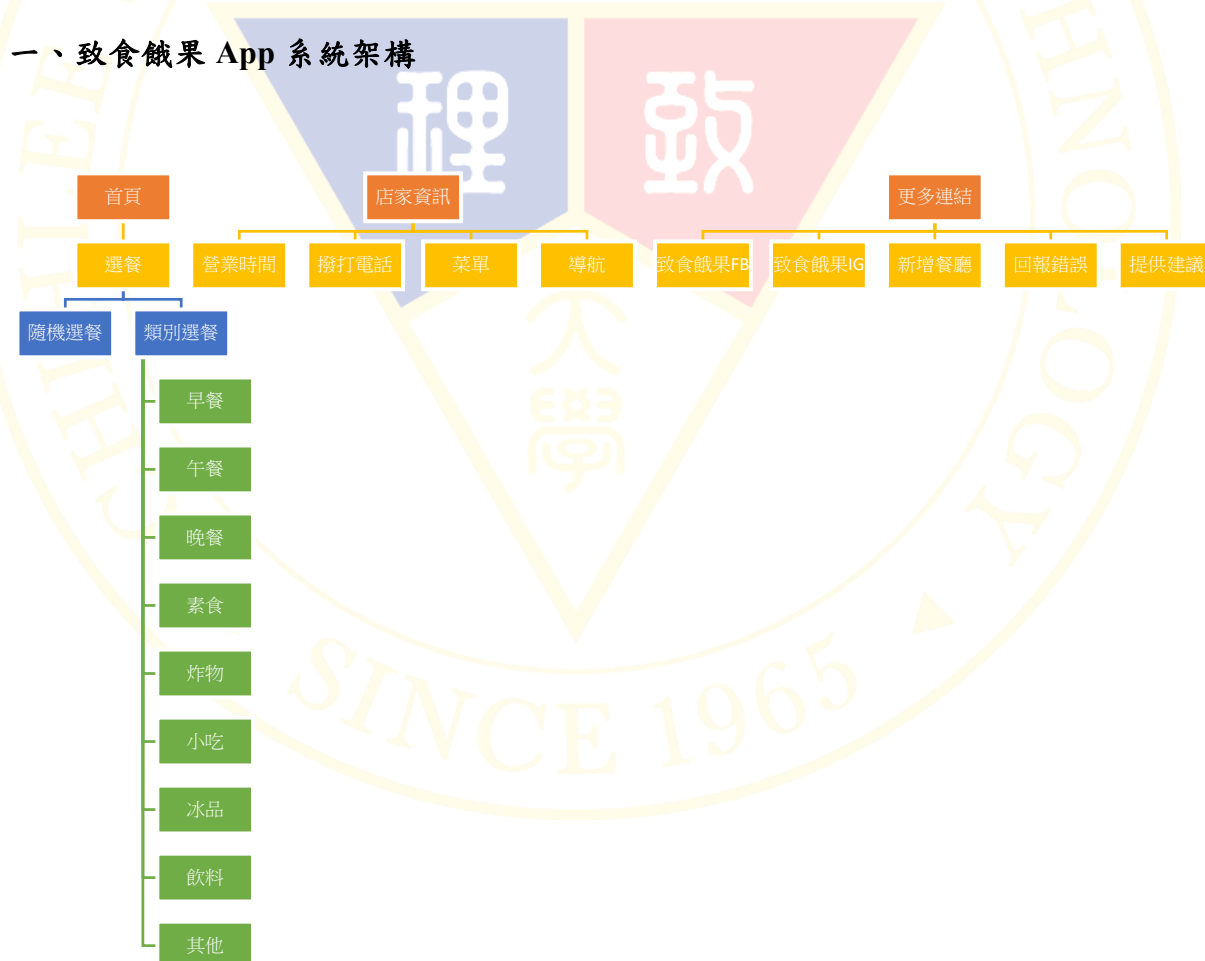 一、致食餓果 App 系統架構
理 致
首頁 店家資訊 更多連結
選餐 營業時間 撥打電話 菜單 導航 致食餓果FB 致食餓果IG 新增餐廳 回報錯誤 提供建議
隨機選餐 類別選餐
早餐
午餐
晚餐
素食
炸物
小吃
冰品
飲料
其他
大
學
SINCE 1965